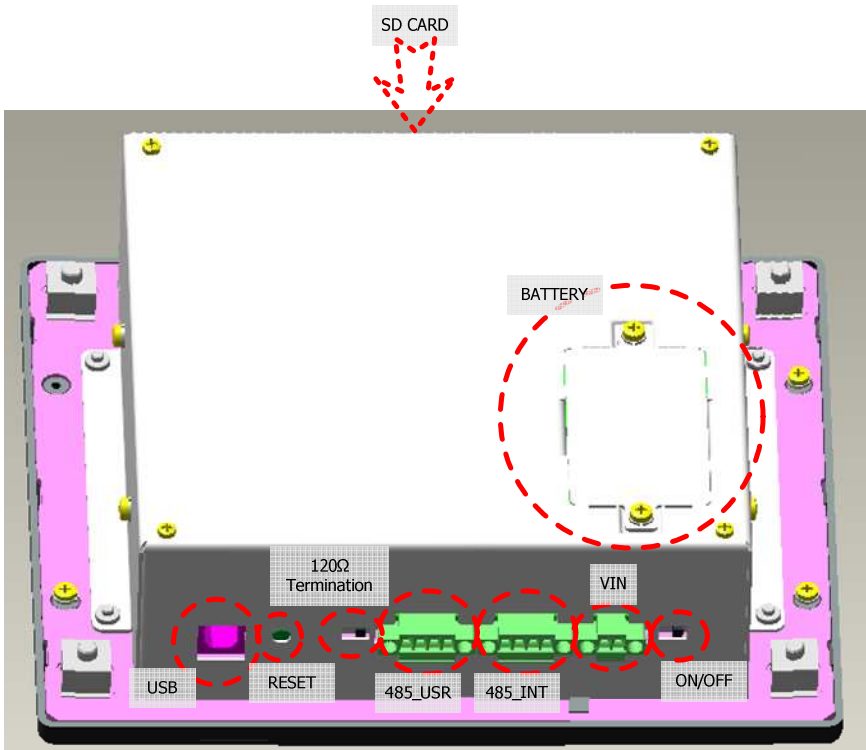 SD CARD
BATTERY
120Ω
Termination
VIN
USB
RESET
485_USR
485_INT
ON/OFF